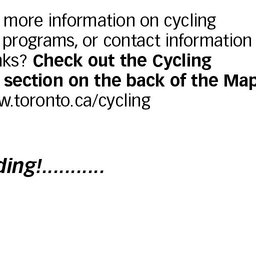 more information on cycling
programs, or contact information
nks? Check out the Cycling
section on the back of the Map
w.toronto.ca/cycling
ding!...........